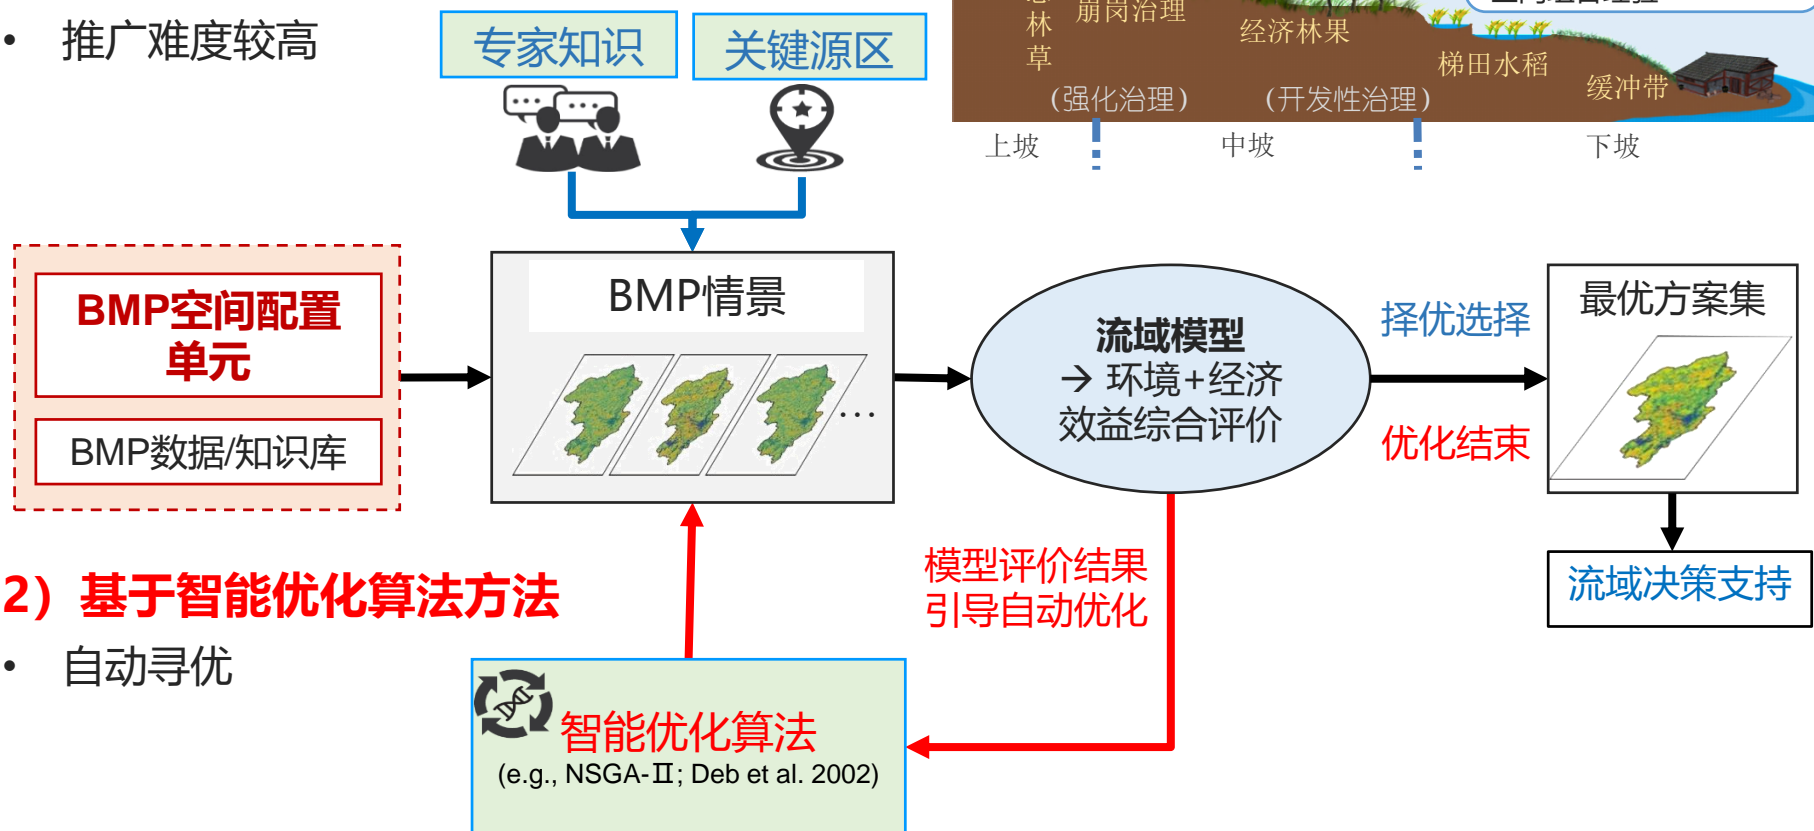 • 推广难度较高
专家知识
关键源区
林
草
崩岗治理
经济林果
梯田水稻
缓冲带
（强化治理）
（开发性治理）
上坡
中坡
下坡
BMP空间配置
单元
BMP数据/知识库
BMP情景
…
流域模型
→ 环境+经济
效益综合评价
择优选择
优化结束
最优方案集
流域决策支持
模型评价结果
引导自动优化
2）基于智能优化算法方法
• 自动寻优
智能优化算法
(e.g., NSGA-Ⅱ; Deb et al. 2002)